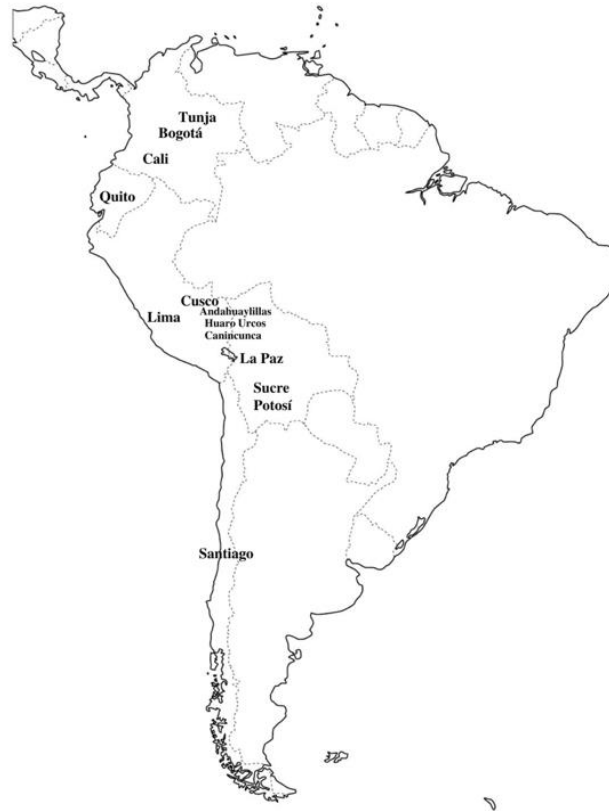 Tunja
Bogotá
Cali
Quito
Cusco
Lima
Andahuaylillas
Huaro Urcos
Canincunca
La Paz
Sucre
Potosí
Santiago